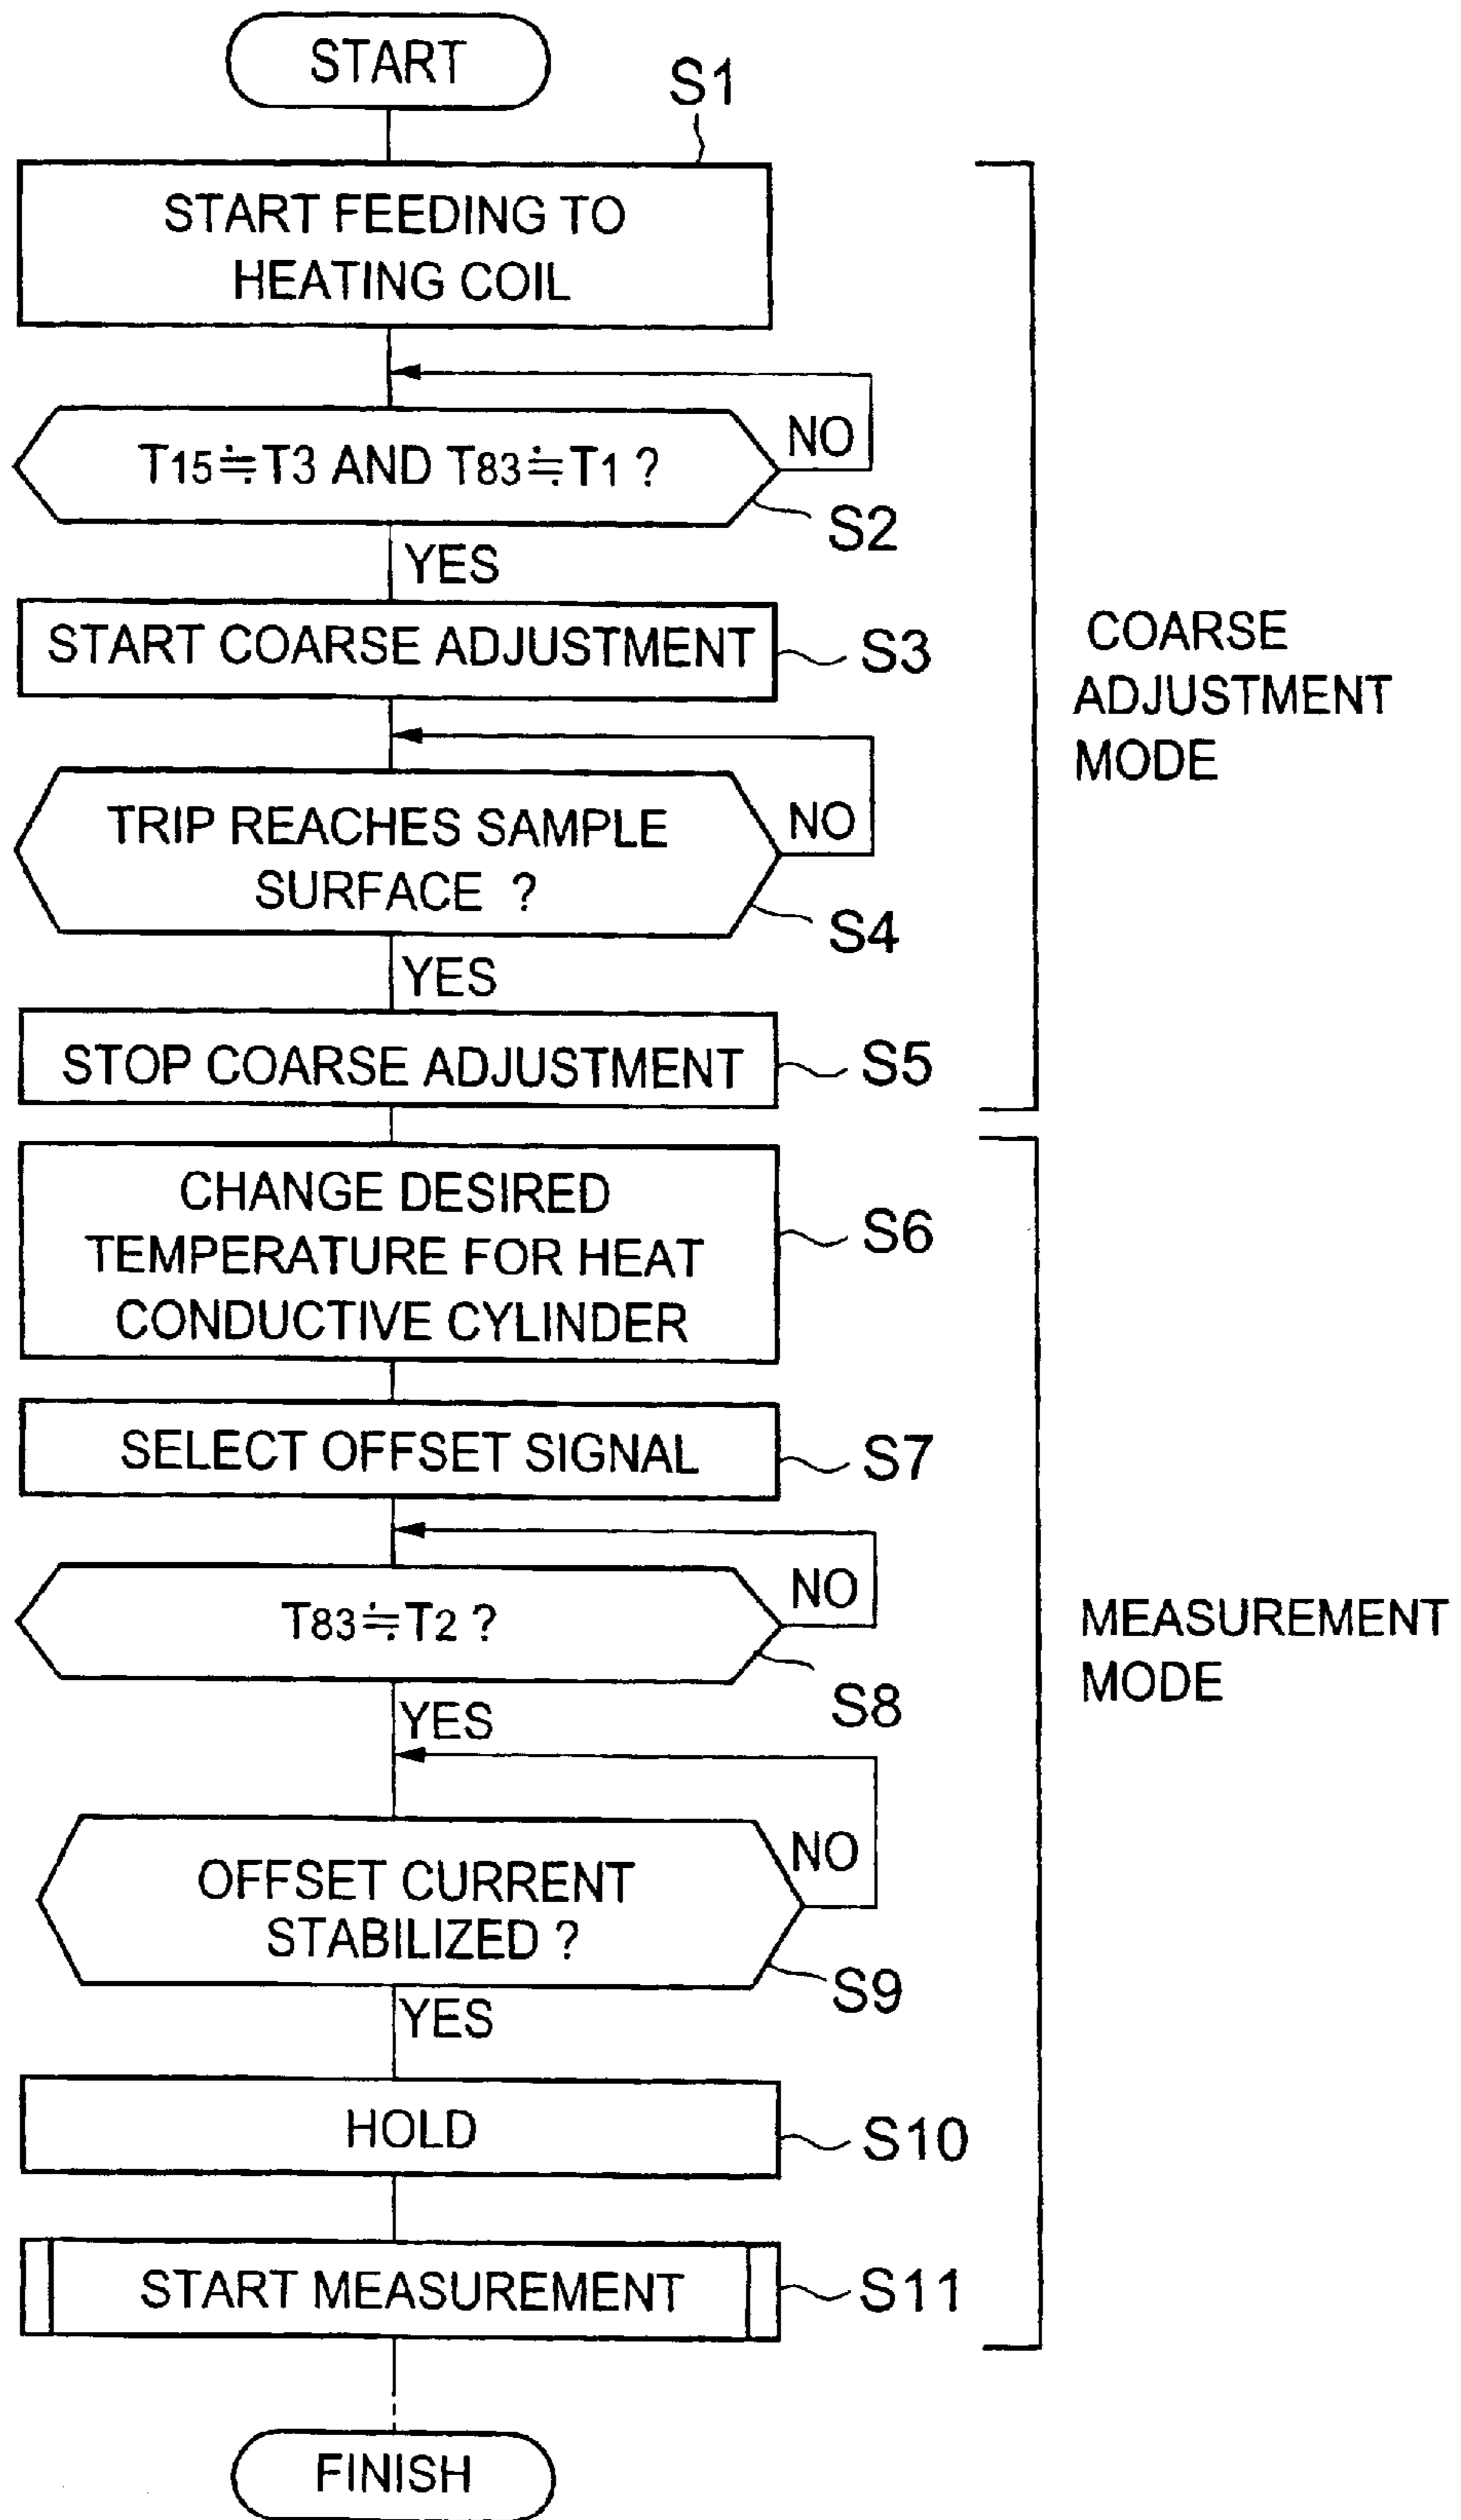 START
S1
START FEEDING TO
HEATING COIL
NO
T15≒T3 AND T83≒T1 ?
S2
YES
START COARSE ADJUSTMENT
S3
COARSE
ADJUSTMENT
MODE
NO
TRIP REACHES SAMPLE
SURFACE ?
S4
YES
STOP COARSE ADJUSTMENT
S5
CHANGE DESIRED
TEMPERATURE FOR HEAT
CONDUCTIVE CYLINDER
S6
SELECT OFFSET SIGNAL
S7
NO
T83≒T2 ?
S8
MEASUREMENT
MODE
YES
NO
OFFSET CURRENT
STABILIZED ?
S9
YES
HOLD
S10
START MEASUREMENT
S11
FINISH